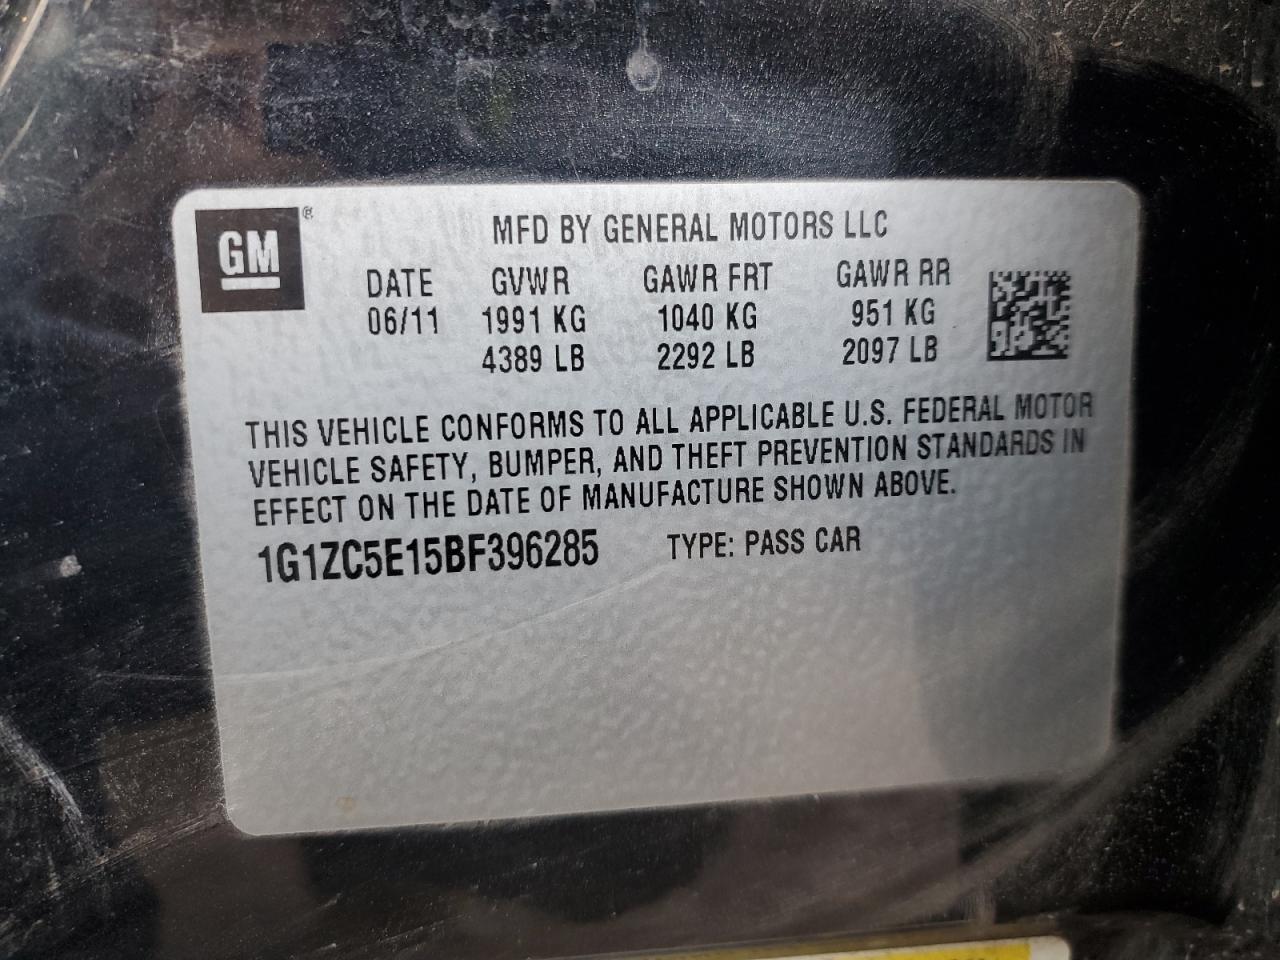 GM®
MFD BY GENERAL MOTORS LLC
DATE GVWR GAWR FRT GAWR RR
06/11 1991 KG 1040 KG 951 KG
4389 LB 2292 LB 2097 LB
THIS VEHICLE CONFORMS TO ALL APPLICABLE U.S. FEDERAL MOTOR
VEHICLE SAFETY, BUMPER, AND THEFT PREVENTION STANDARDS IN
EFFECT ON THE DATE OF MANUFACTURE SHOWN ABOVE.
1G1ZC5E15BF396285 TYPE: PASS CAR